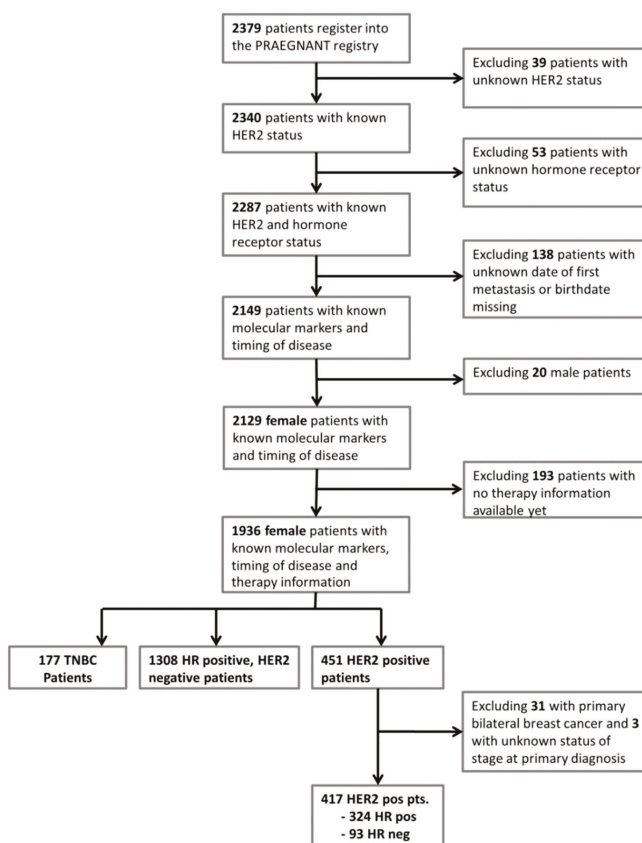 2379 patients register into
the PRAEGNANT registry
Excluding 39 patients with
unknown HER2 status
2340 patients with known
HER2 status
Excluding 53 patients with
unknown hormone receptor
status
2287 patients with known
HER2 and hormone
receptor status
Excluding 138 patients with
unknown date of first
metastasis or birthdate
missing
2149 patients with known
molecular markers and
timing of disease
Excluding 20 male patients
2129 female patients with
known molecular markers
and timing of disease
Excluding 193 patients with
no therapy information
available yet
1936 female patients with
known molecular markers,
timing of disease and
therapy information
177 TNBC
Patients
1308 HR positive, HER2
negative patients
451 HER2 positive
patients
Excluding 31 with primary
bilateral breast cancer and 3
with unknown status of
stage at primary diagnosis
417 HER2 pos pts.
- 324 HR pos
- 93 HR neg